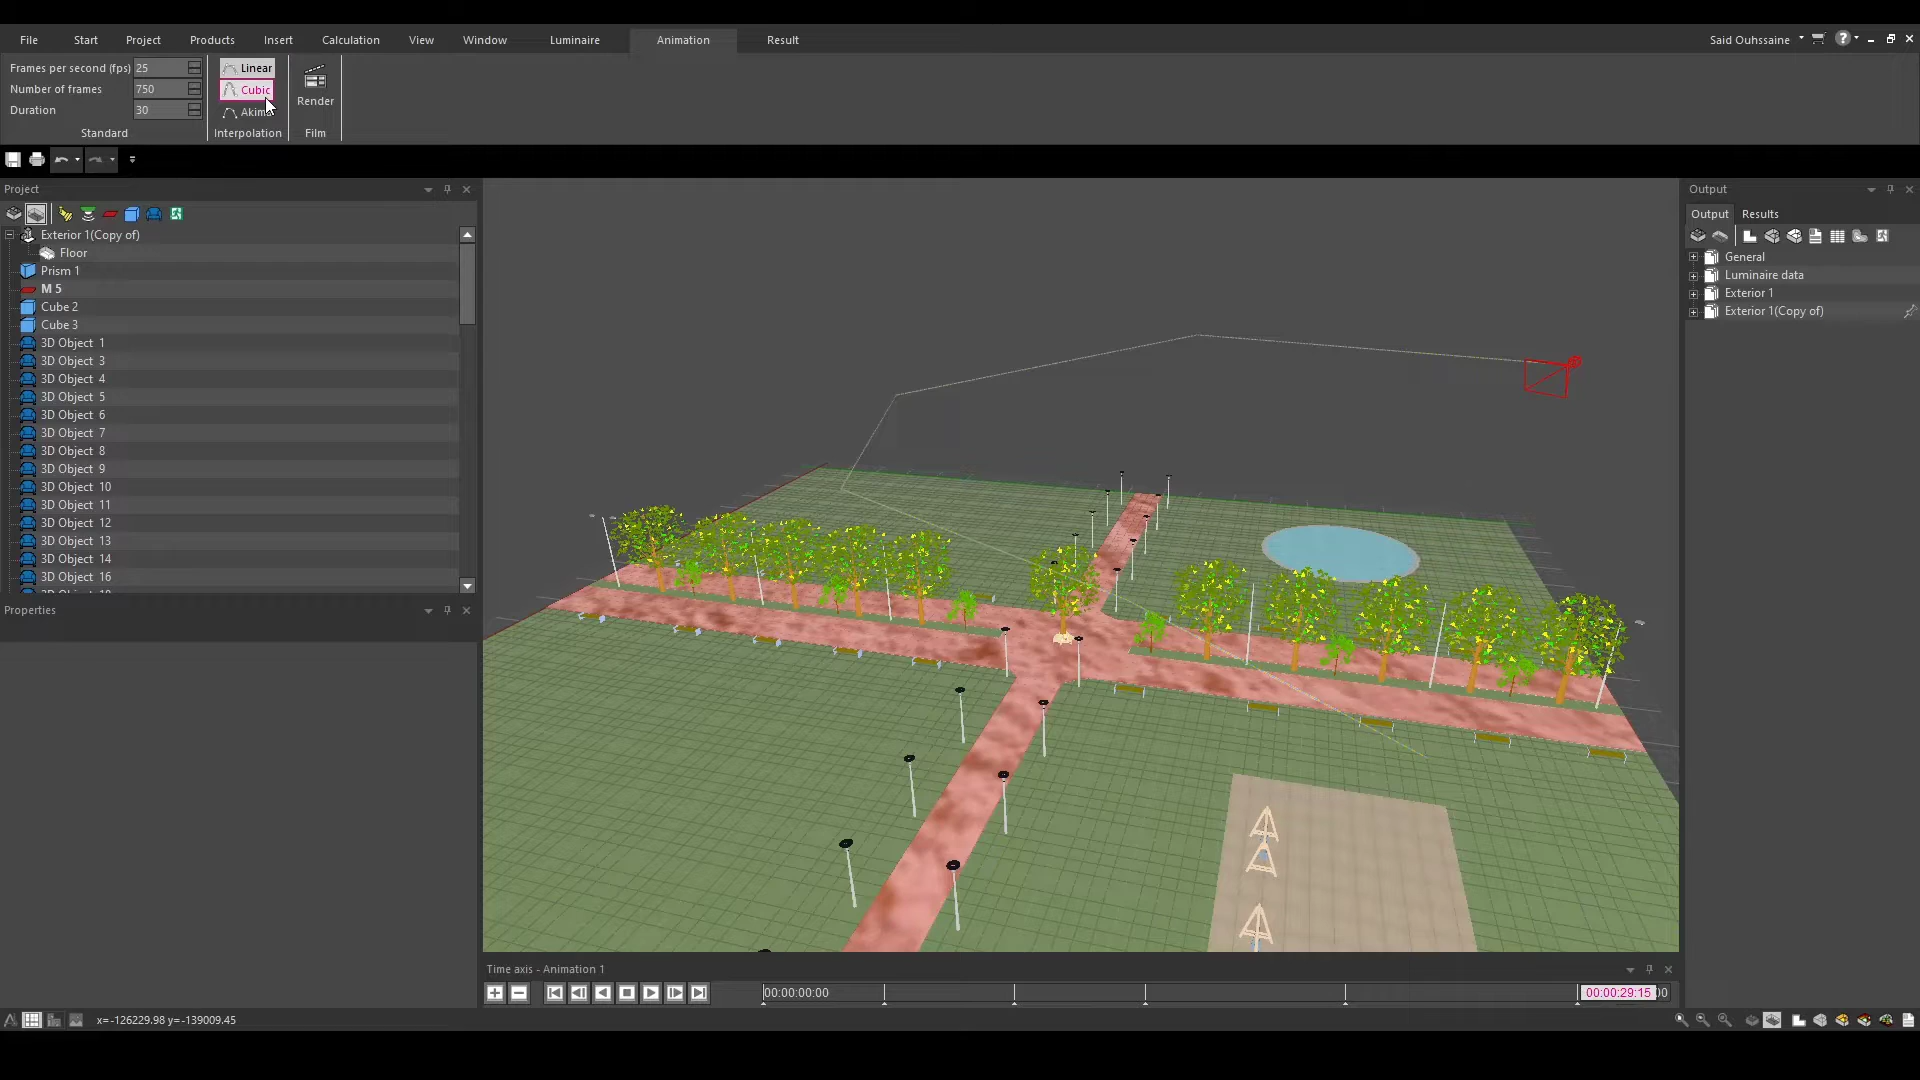 File Start Project Products Insert Calculation View Window Luminaire Animation Result Said Ouhssaine
Frames per second (fps) 25
Number of frames 750
Duration 30
Standard
Linear
Cubic
Akima
Interpolation
Render
Film
Project
Exterior 1(Copy of)
Floor
Prism 1
M 5
Cube 2
Cube 3
3D Object 1
3D Object 3
3D Object 4
3D Object 5
3D Object 6
3D Object 7
3D Object 8
3D Object 9
3D Object 10
3D Object 11
3D Object 12
3D Object 13
3D Object 14
3D Object 16
Properties
Output
Output Results
General
Luminaire data
Exterior 1
Exterior 1(Copy of)
Time axis - Animation 1
00:00:00:00 00:00:29:15
x=-126229.98 y=-139009.45